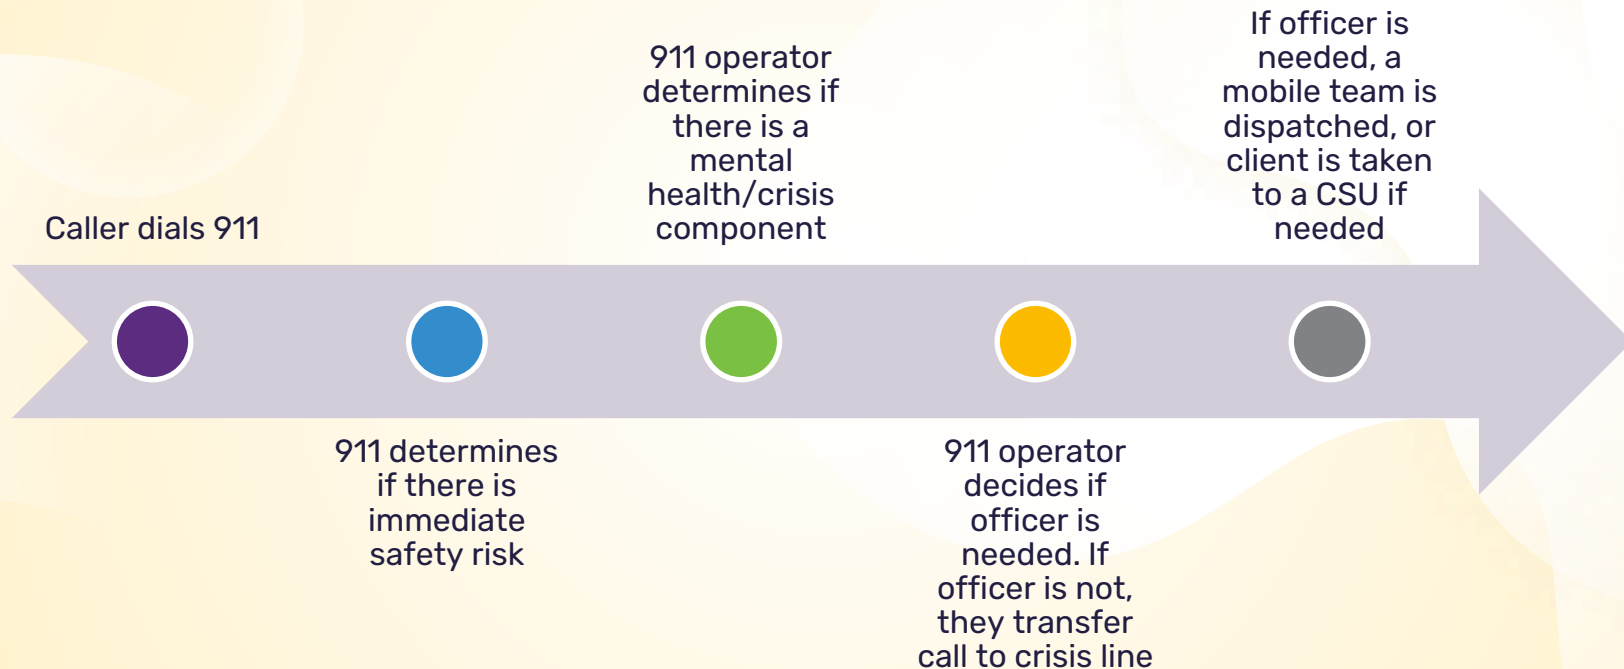 Caller dials 911
911 determines
if there is
immediate
safety risk
911 operator
determines if
there is a
mental
health/crisis
component
911 operator
decides if
officer is
needed. If
officer is not,
they transfer
call to crisis line
If officer is
needed, a
mobile team is
dispatched, or
client is taken
to a CSU if
needed